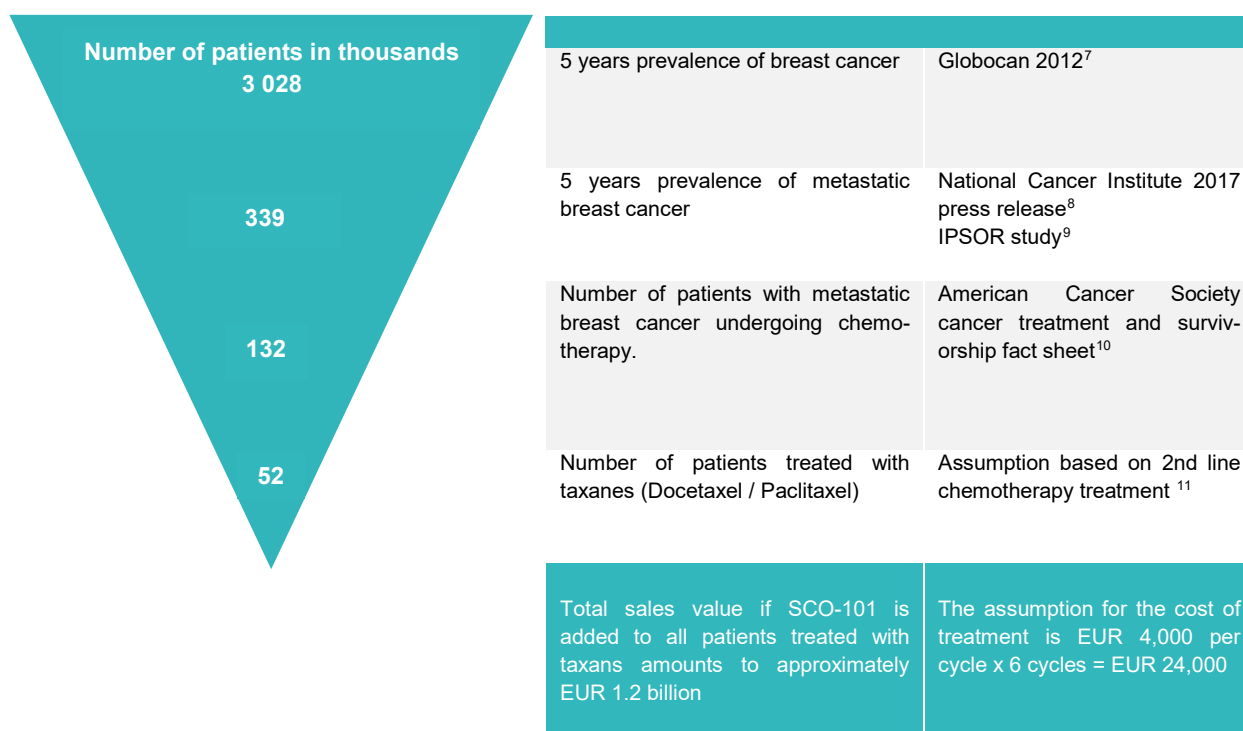 Number of patients in thousands
3 028
5 years prevalence of breast cancer
Globocan 2012⁷
339
5 years prevalence of metastatic
breast cancer
National Cancer Institute 2017
press release⁸
IPSOR study⁹
132
Number of patients with metastatic
breast cancer undergoing chemo-
therapy.
American Cancer Society
cancer treatment and surviv-
orship fact sheet¹⁰
52
Number of patients treated with
taxanes (Docetaxel / Paclitaxel)
Assumption based on 2nd line
chemotherapy treatment ¹¹
Total sales value if SCO-101 is
added to all patients treated with
taxans amounts to approximately
EUR 1.2 billion
The assumption for the cost of
treatment is EUR 4,000 per
cycle x 6 cycles = EUR 24,000